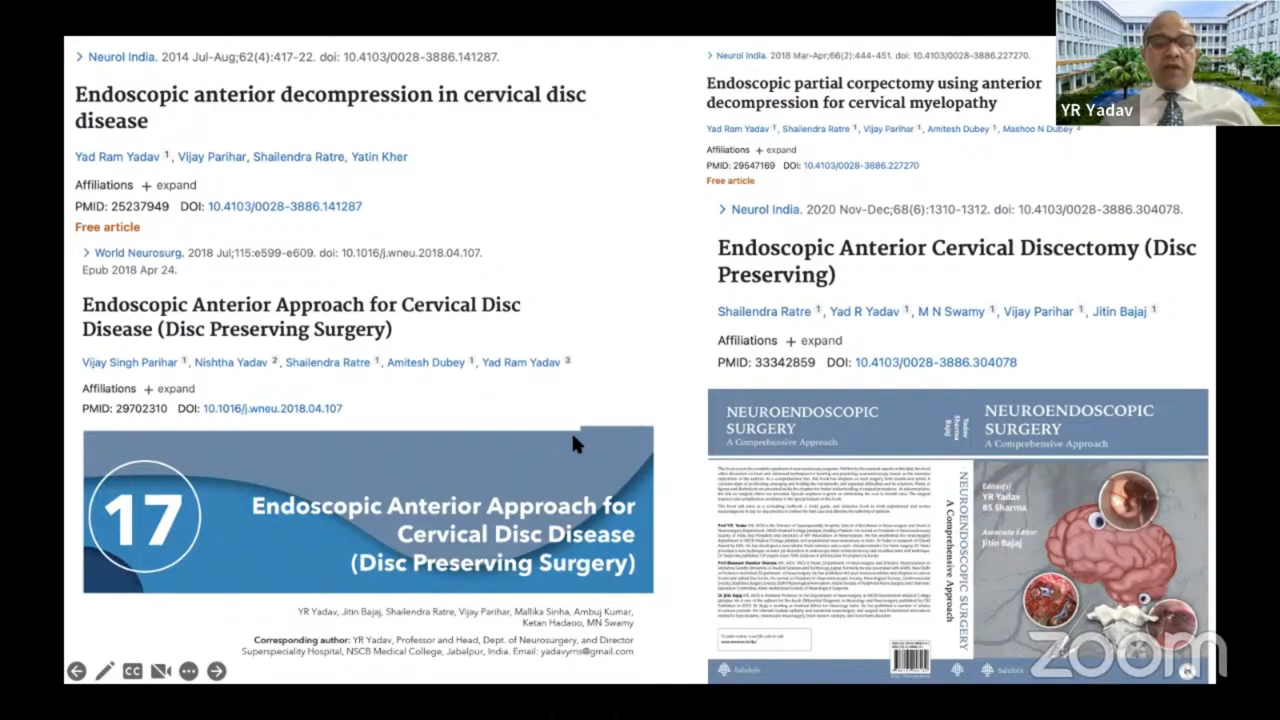 > Neurol India. 2014 Jul-Aug;62(4):417-22. doi: 10.4103/0028-3886.141287.
Endoscopic anterior decompression in cervical disc
disease
Yad Ram Yadav 1, Vijay Parihar, Shailendra Ratre, Yatin Kher
Affiliations + expand
PMID: 25237949 DOI: 10.4103/0028-3886.141287
Free article
> World Neurosurg. 2018 Jul;115:e599-e609. doi: 10.1016/j.wneu.2018.04.107.
Epub 2018 Apr 24.
Endoscopic Anterior Approach for Cervical Disc
Disease (Disc Preserving Surgery)
Vijay Singh Parihar 1, Nishtha Yadav 2, Shailendra Ratre 1, Amitesh Dubey 1, Yad Ram Yadav 3
Affiliations + expand
PMID: 29702310 DOI: 10.1016/j.wneu.2018.04.107
17
Endoscopic Anterior Approach for
Cervical Disc Disease
(Disc Preserving Surgery)
YR Yadav, Jitin Bajaj, Shailendra Ratre, Vijay Parihar, Mallika Sinha, Ambuj Kumar,
Ketan Hadaoo, MN Swamy
Corresponding author: YR Yadav, Professor and Head, Dept. of Neurosurgery, and Director
Superspeciality Hospital, NSCB Medical College, Jabalpur, India. Email: yadavyrns@gmail.com
CC
> Neurol India. 2018 Mar-Apr;66(2):444-451. doi: 10.4103/0028-3886.227270.
Endoscopic partial corpectomy using anterior
decompression for cervical myelopathy
Yad Ram Yadav 1, Shailendra Ratre 1, Vijay Parihar 1, Amitesh Dubey 1, Mashoo N Dubey 2
Affiliations + expand
PMID: 29547169 DOI: 10.4103/0028-3886.227270
Free article
YR Yadav
> Neurol India. 2020 Nov-Dec;68(6):1310-1312. doi: 10.4103/0028-3886.304078.
Endoscopic Anterior Cervical Discectomy (Disc
Preserving)
Shailendra Ratre 1, Yad R Yadav 1, M N Swamy 1, Vijay Parihar 1, Jitin Bajaj 1
Affiliations + expand
PMID: 33342859 DOI: 10.4103/0028-3886.304078
NEUROENDOSCOPIC
SURGERY
A Comprehensive Approach
Yadav
Sharma
Bajaj
NEUROENDOSCOPIC SURGERY
A Comprehensive Approach
NEUROENDOSCOPIC
SURGERY
A Comprehensive Approach
Editor(s)
YR Yadav
BS Sharma
Associate Editor
Jitin Bajaj
Salubris
Salubris
zoom